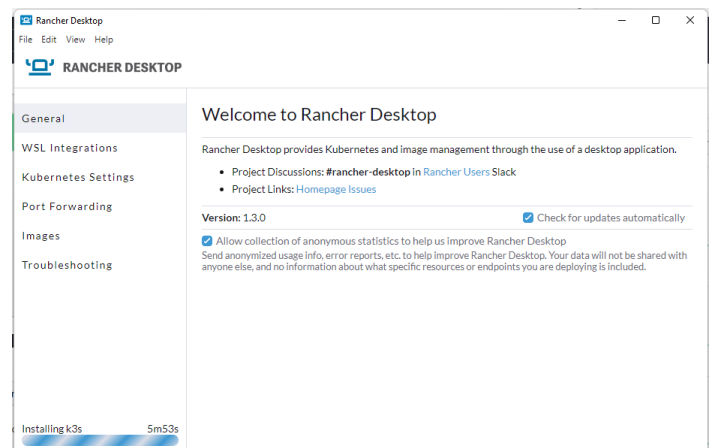 Rancher Desktop
File Edit View Help
RANCHER DESKTOP
General
WSL Integrations
Kubernetes Settings
Port Forwarding
Images
Troubleshooting
Welcome to Rancher Desktop
Rancher Desktop provides Kubernetes and image management through the use of a desktop application.
Project Discussions: #rancher-desktop in Rancher Users Slack
Project Links: Homepage Issues
Version: 1.3.0 Check for updates automatically
Allow collection of anonymous statistics to help us improve Rancher Desktop
Send anonymized usage info, error reports, etc. to help improve Rancher Desktop. Your data will not be shared with
anyone else, and no information about what specific resources or endpoints you are deploying is included.
Installing k3s 5m53s